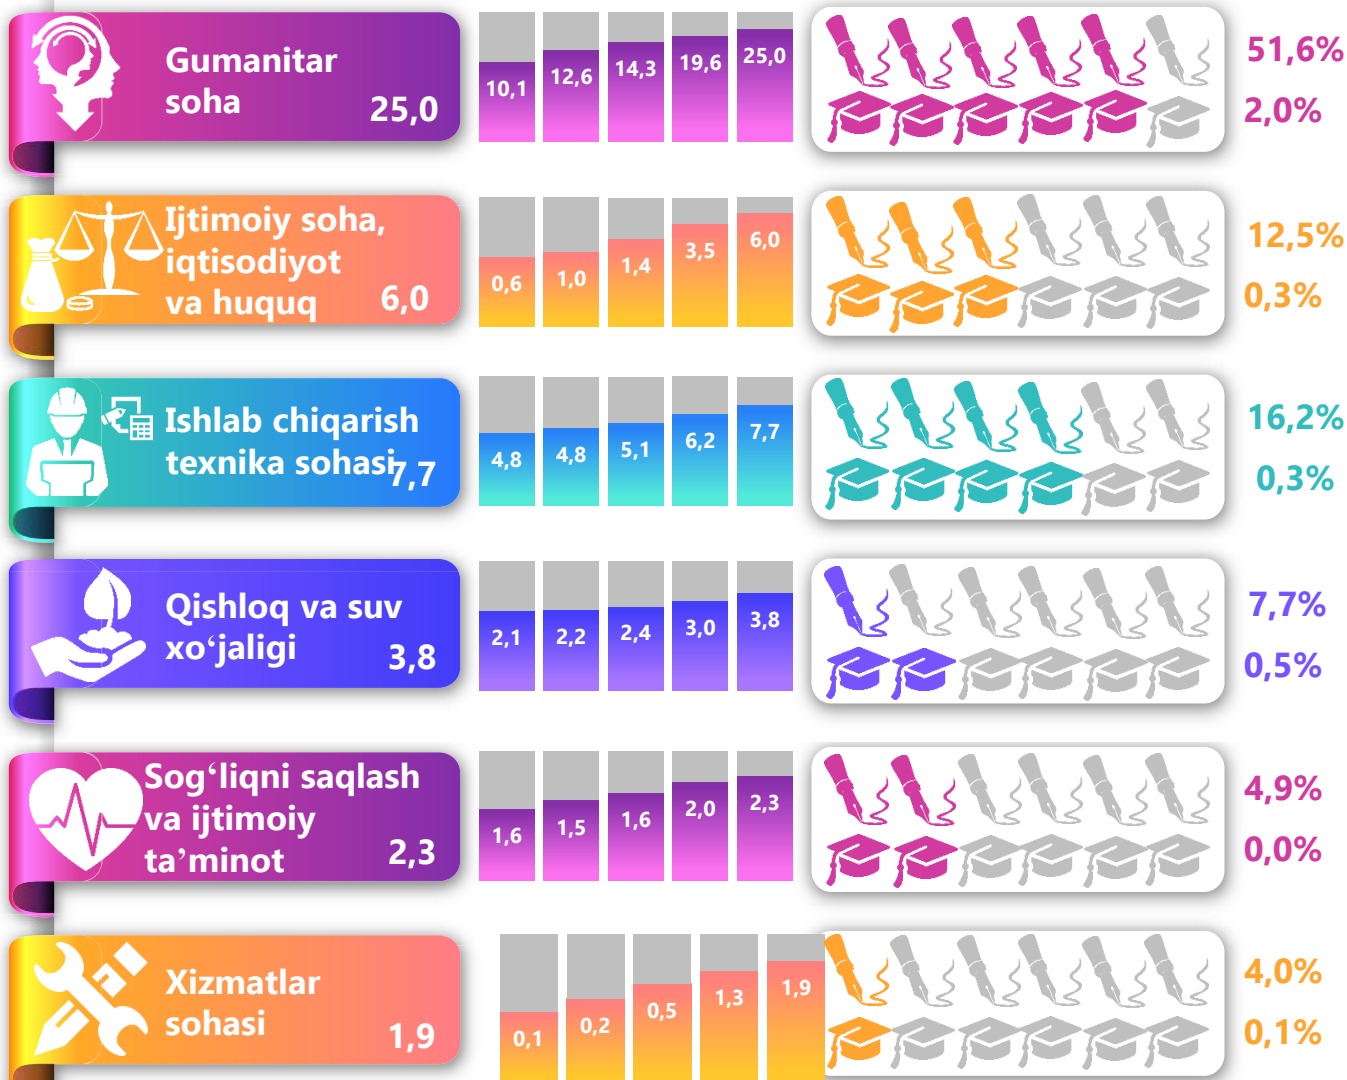 Gumanitar
soha
25,0
10,1 12,6 14,3 19,6 25,0
51,6%
2,0%
Ijtimoiy soha,
iqtisodiyot
va huquq
6,0
0,6 1,0 1,4 3,5 6,0
12,5%
0,3%
Ishlab chiqarish
texnika sohasi
7,7
4,8 4,8 5,1 6,2 7,7
16,2%
0,3%
Qishloq va suv
xo‘jaligi
3,8
2,1 2,2 2,4 3,0 3,8
7,7%
0,5%
Sog‘liqni saqlash
va ijtimoiy
ta’minot
2,3
1,6 1,5 1,6 2,0 2,3
4,9%
0,0%
Xizmatlar
sohasi
1,9
0,1 0,2 0,5 1,3 1,9
4,0%
0,1%